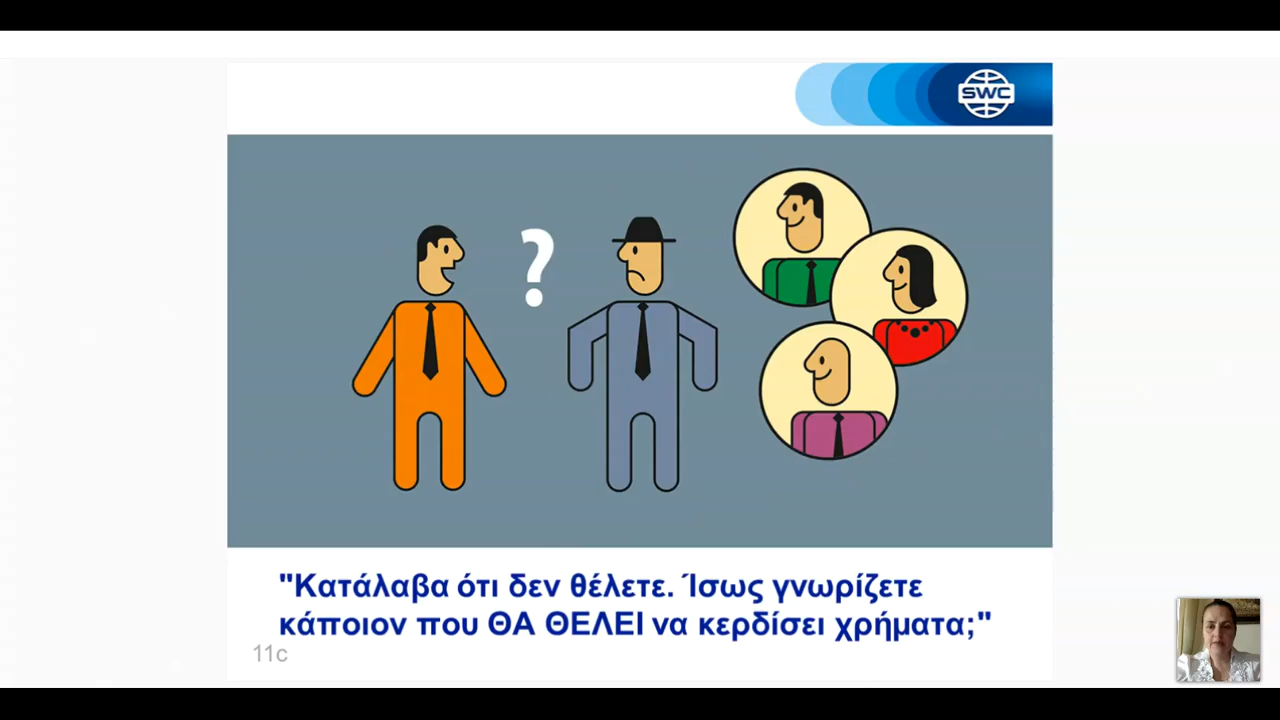 SWC
?
"Κατάλαβα ότι δεν θέλετε. Ίσως γνωρίζετε
κάποιον που ΘΑ ΘΕΛΕΙ να κερδίσει χρήματα;"
11c